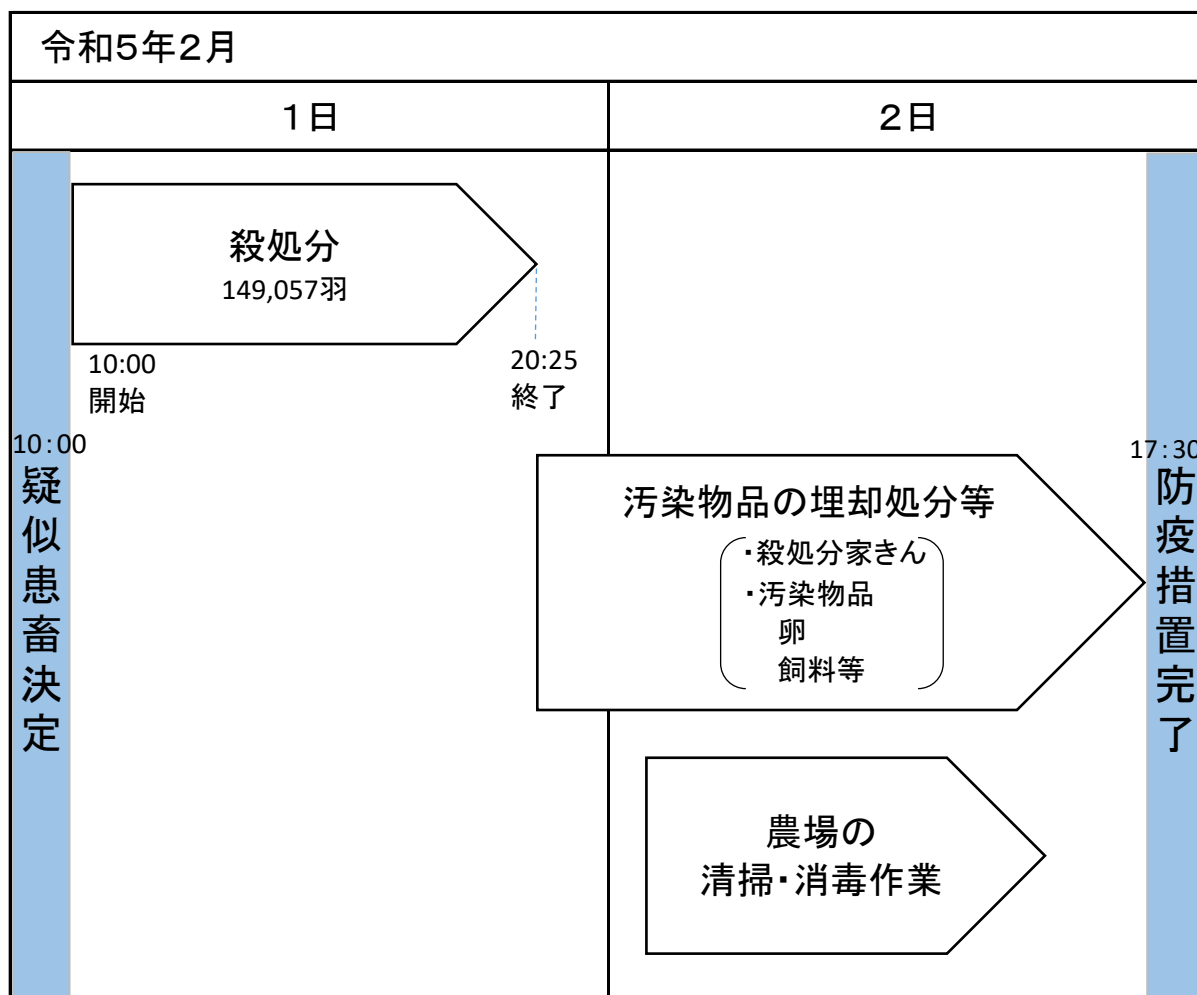 令和5年2月
1日
2日
殺処分
149,057羽
10:00
開始
20:25
終了
10:00
疑似患畜決定
汚染物品の埋却処分等
・殺処分家きん
・汚染物品
卵
飼料等
17:30
防疫措置完了
農場の
清掃・消毒作業